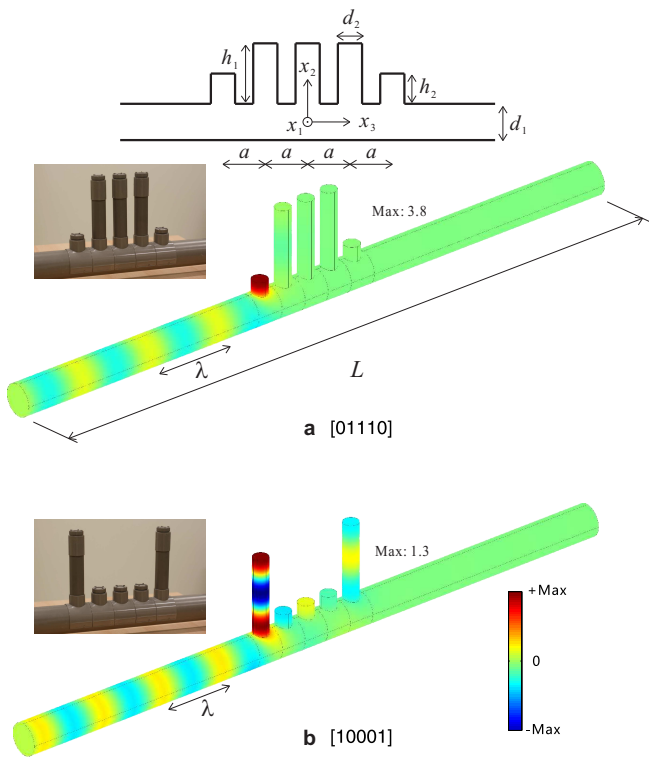 d₂
h₁
x₂
h₂
x₁
x₃
d₁
a a a a
Max: 3.8
λ
L
a [01110]
Max: 1.3
+Max
0
-Max
λ
b [10001]